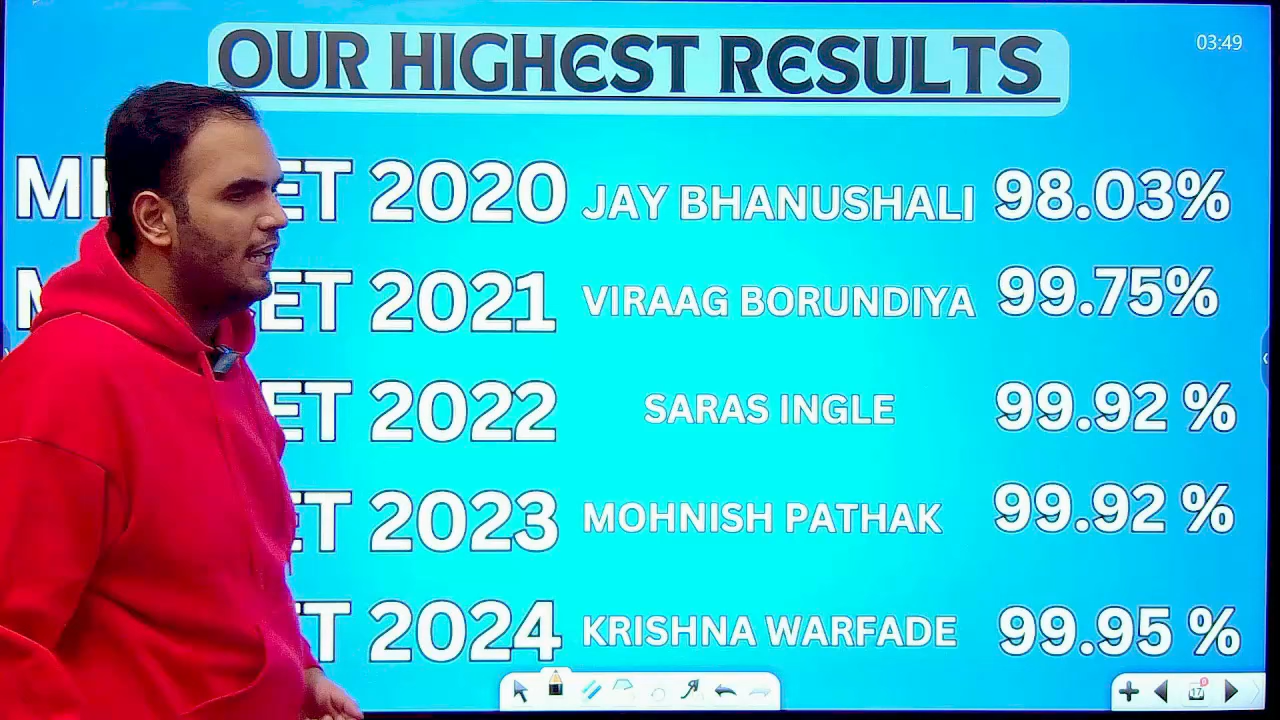 OUR HIGHEST RESULTS
03:49
ET 2020 JAY BHANUSHALI 98.03%
ET 2021 VIRAAG BORUNDIYA 99.75%
ET 2022 SARAS INGLE 99.92 %
ET 2023 MOHNISH PATHAK 99.92 %
ET 2024 KRISHNA WARFADE 99.95 %
17